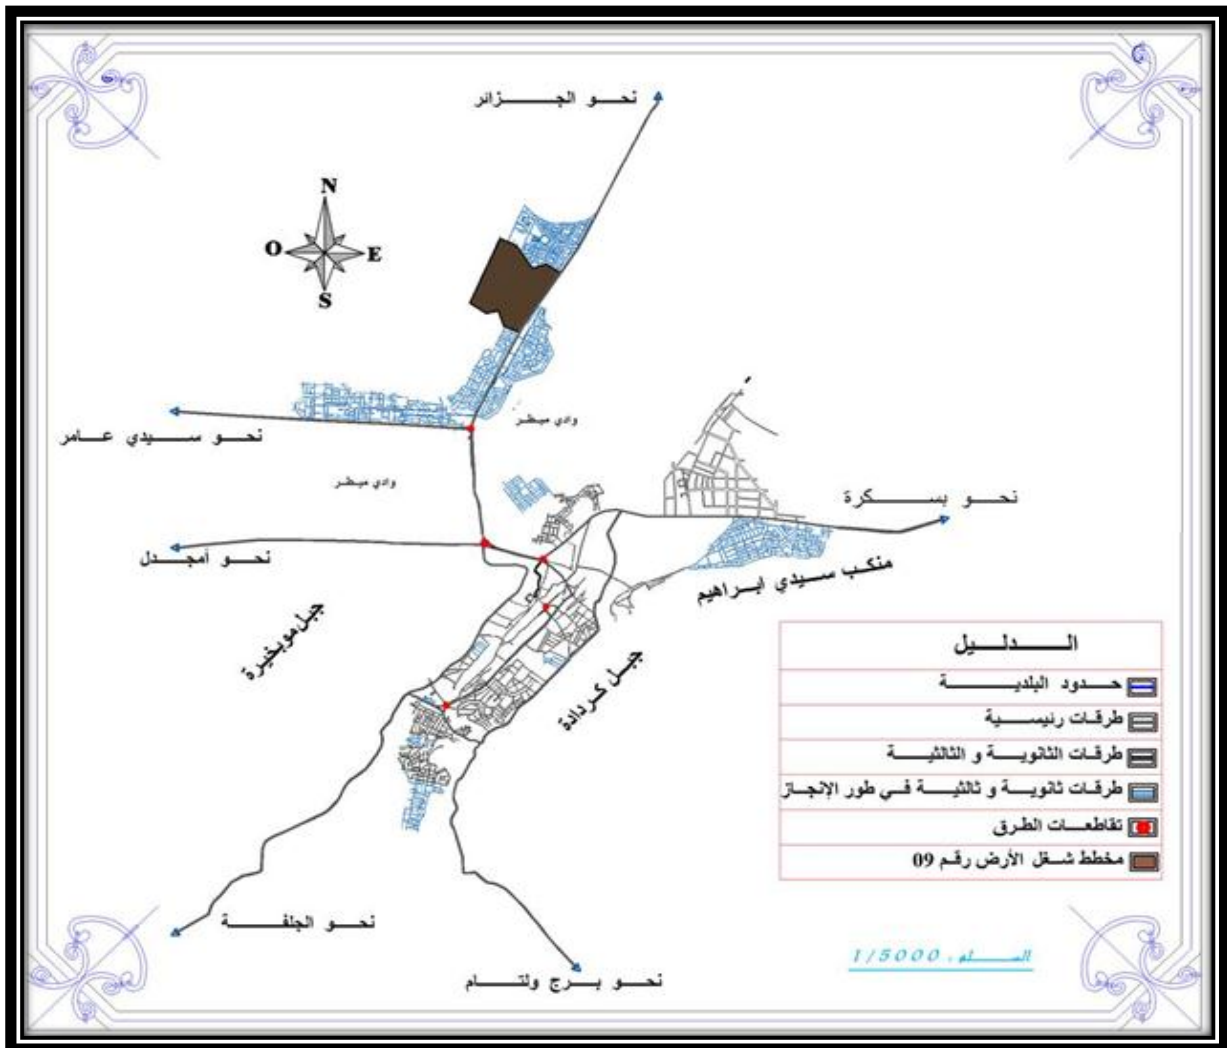 نحو الجزائر
N
O
E
S
نحو سيدي عامر
وادي ميطر
وادي ميطر
نحو بسكرة
نحو أمجدل
منكب سيدي ابراهيم
جبل موبخيرة
جبل كردادة
الدليل
حدود البلدية
طرقات رئيسية
طرقات الثانوية و الثالثية
طرقات ثانوية و ثالثية في طور الإنجاز
تقاطعات الطرق
مخطط شغل الأرض رقم 09
نحو الجلفة
نحو برج ولتام
السلم : 1/5000